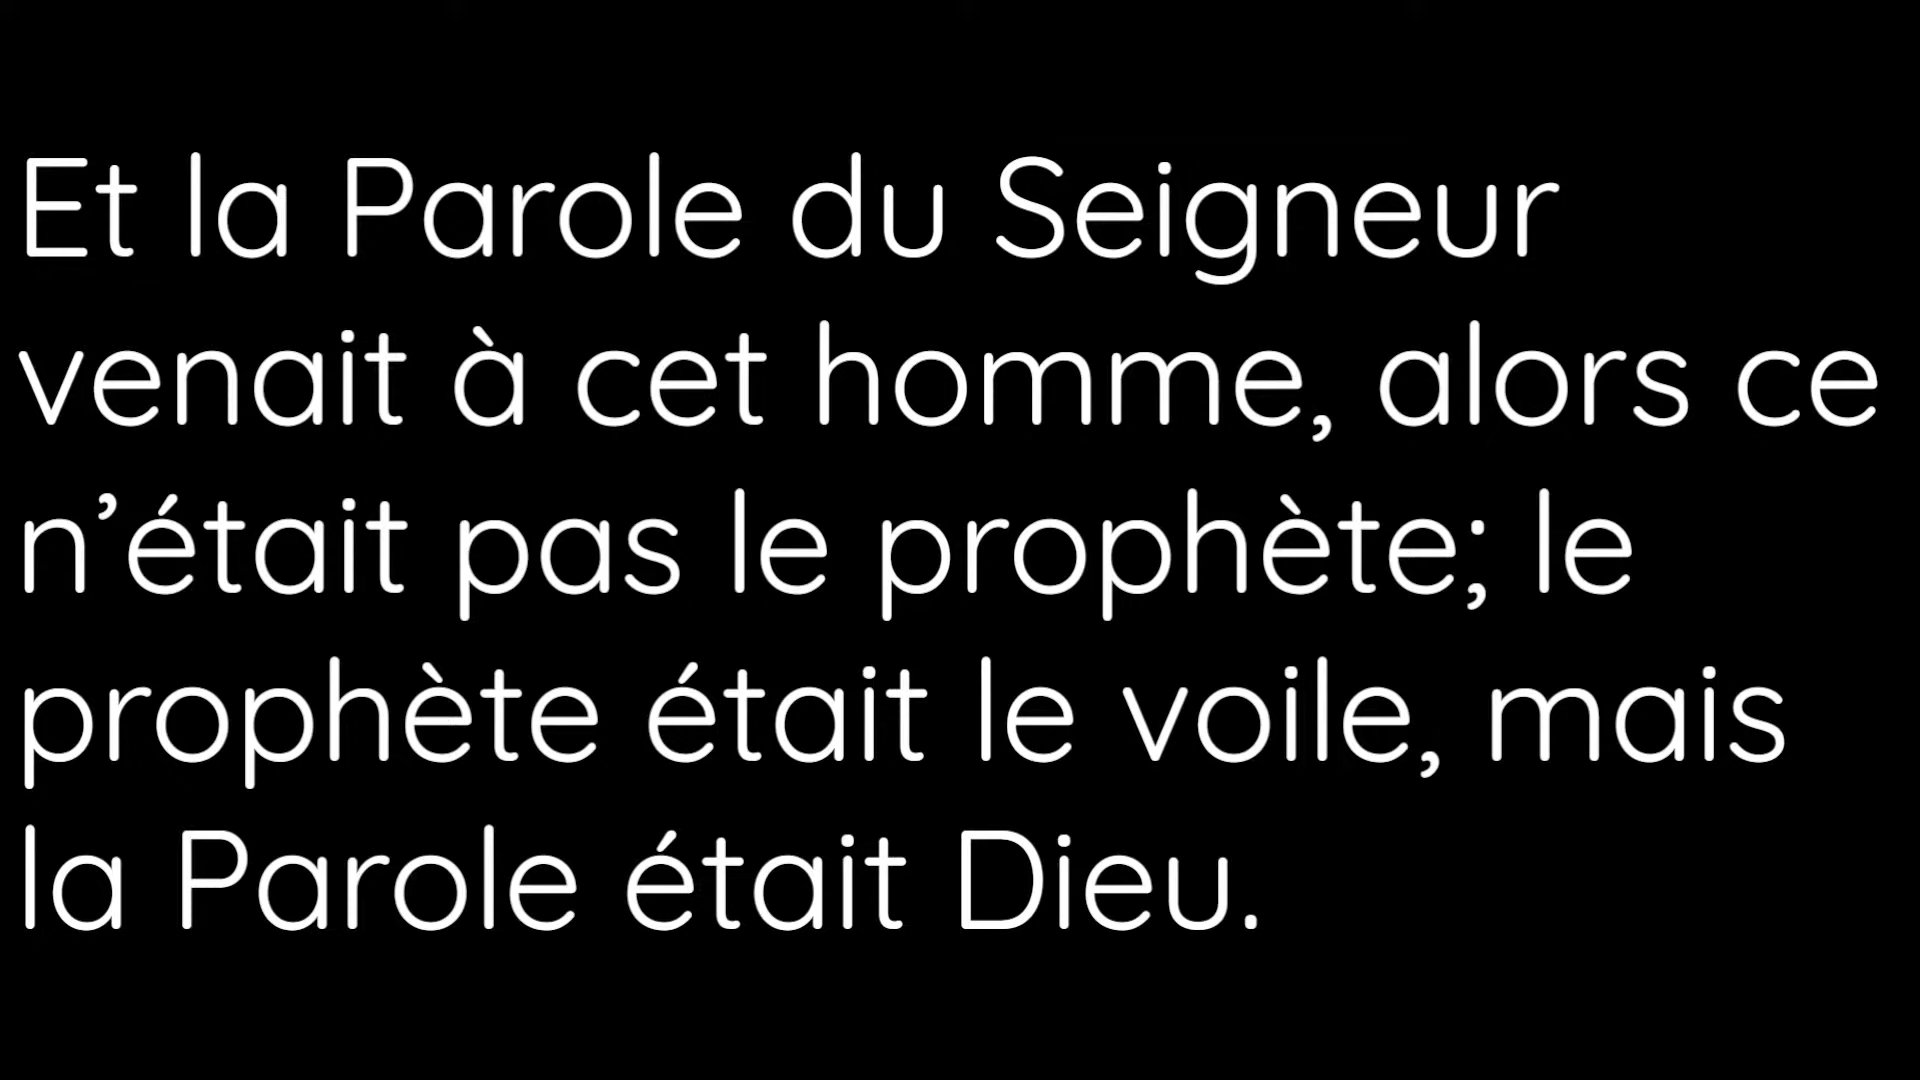 Et la Parole du Seigneur
venait à cet homme, alors ce
n’était pas le prophète; le
prophète était le voile, mais
la Parole était Dieu.